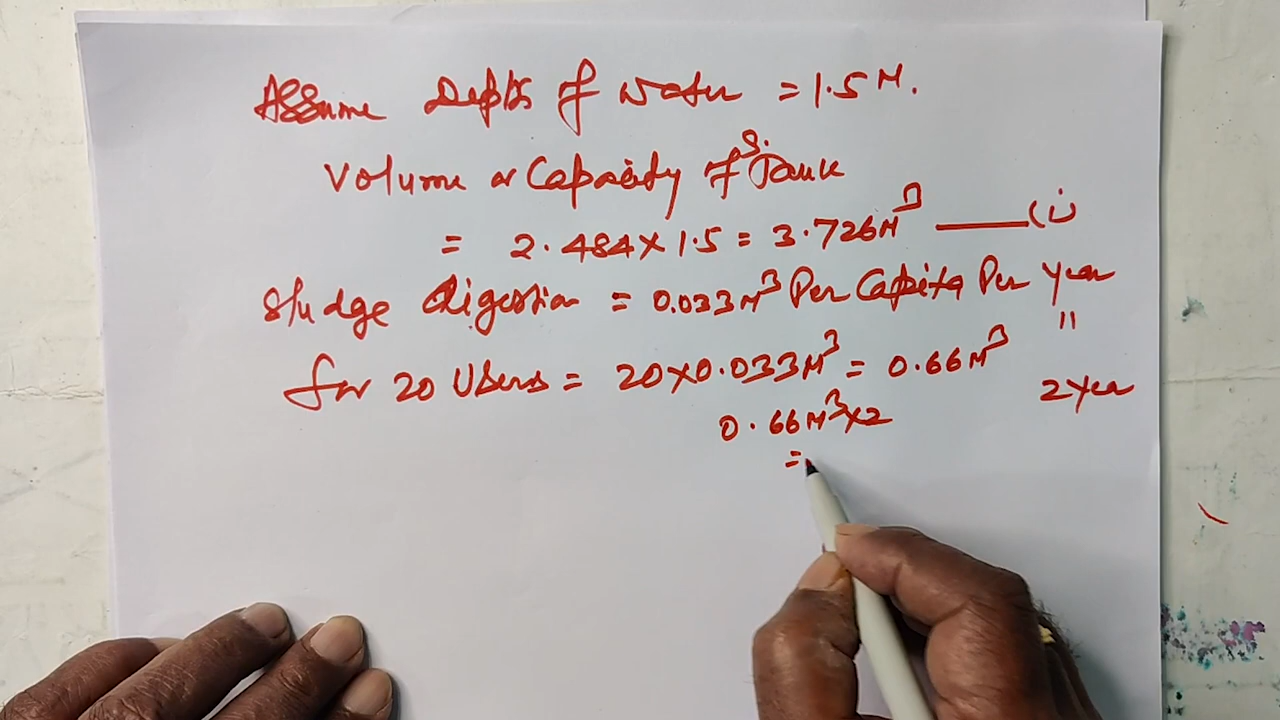 Assume Depth of Water = 1.5 M.
Volume or Capacity of S. Tank
= 2.484 X 1.5 = 3.726 M³ —— (i)
Sludge digestion = 0.033 M³ Per Capita Per Year
"
for 20 Users = 20 X 0.033 M³ = 0.66 M³
2 Year
0.66 M³ X 2
=